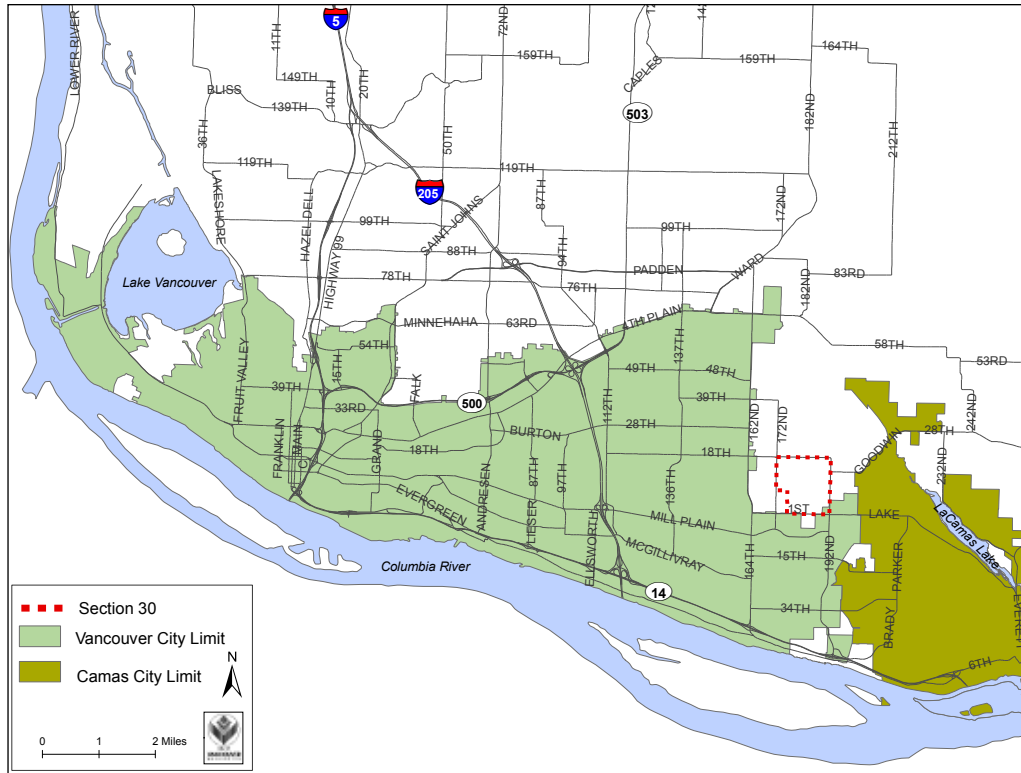 5
LOWER RIVER
11TH
10TH
20TH
72ND
CAPLES
159TH
159TH
164TH
149TH
BLISS
139TH
36TH
50TH
503
182ND
212TH
119TH
119TH
LAKESHORE
HAZEL DELL
205
87TH
172ND
99TH
99TH
SAINT JOHNS
HIGHWAY 99
88TH
94TH
WARD
78TH
PADDEN
83RD
76TH
182ND
Lake Vancouver
MINNEHAHA
63RD
4TH PLAIN
54TH
15TH
137TH
58TH
53RD
FRUIT VALLEY
39TH
FALK
49TH
48TH
500
112TH
39TH
33RD
162ND
172ND
242ND
FRANKLIN
MAIN
C
GRAND
18TH
BURTON
28TH
28TH
GOODWIN
18TH
232ND
ANDRESEN
87TH
97TH
136TH
EVERGREEN
LIESER
MILL PLAIN
1ST
LAKE
LaCamas Lake
ELLSWORTH
MCGILLIVRAY
164TH
15TH
192ND
PARKER
Columbia River
14
34TH
BRADY
EVERETT
6TH
Section 30
Vancouver City Limit
Camas City Limit
N
0 1 2 Miles